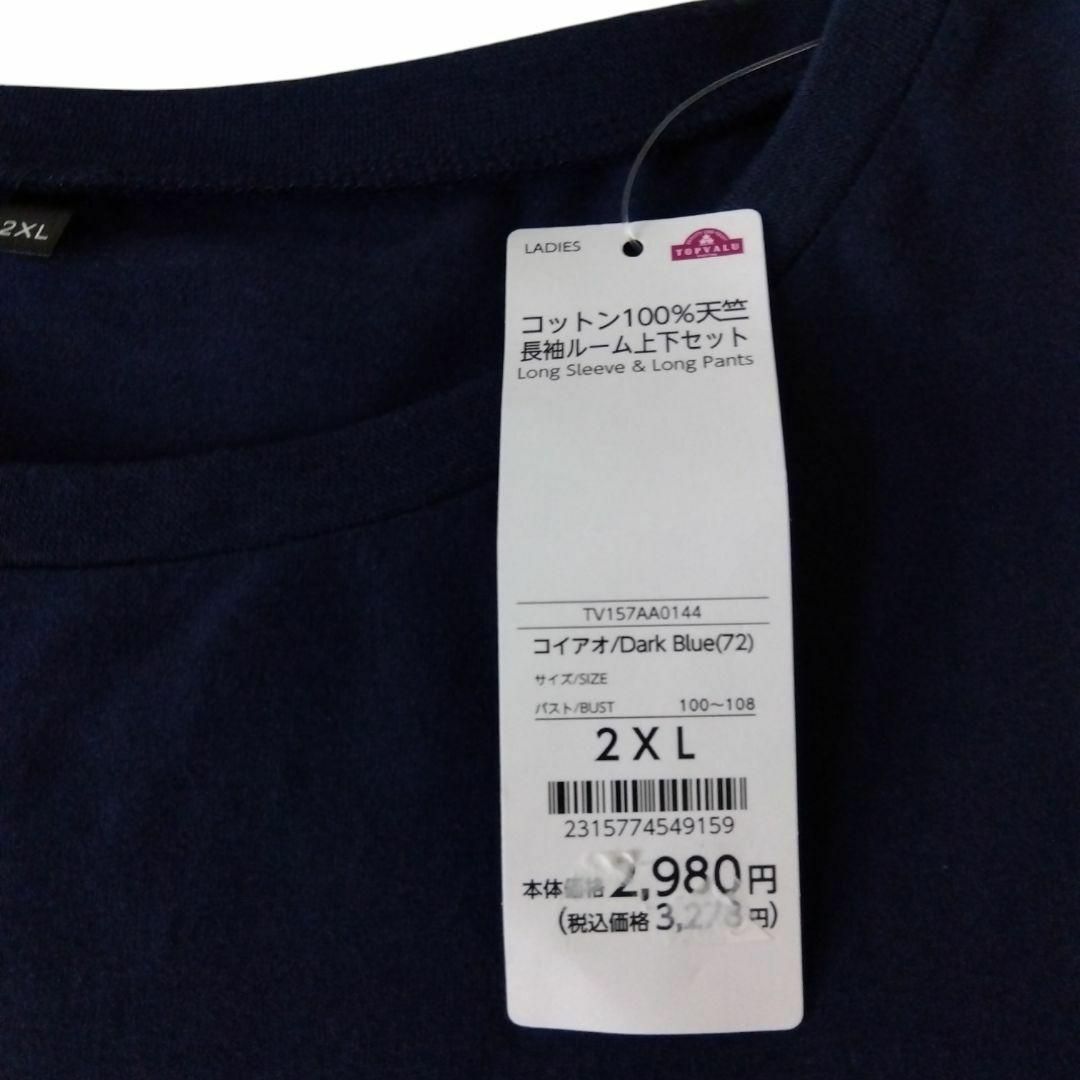 2XL
LADIES
TOPVALU
コットン100%天竺
長袖ルーム上下セット
Long Sleeve & Long Pants
TV157AA0144
コイアオ/Dark Blue(72)
サイズ/SIZE
バスト/BUST 100～108
2XL
2315774549159
本体価格 2,980円
(税込価格 3,278円)